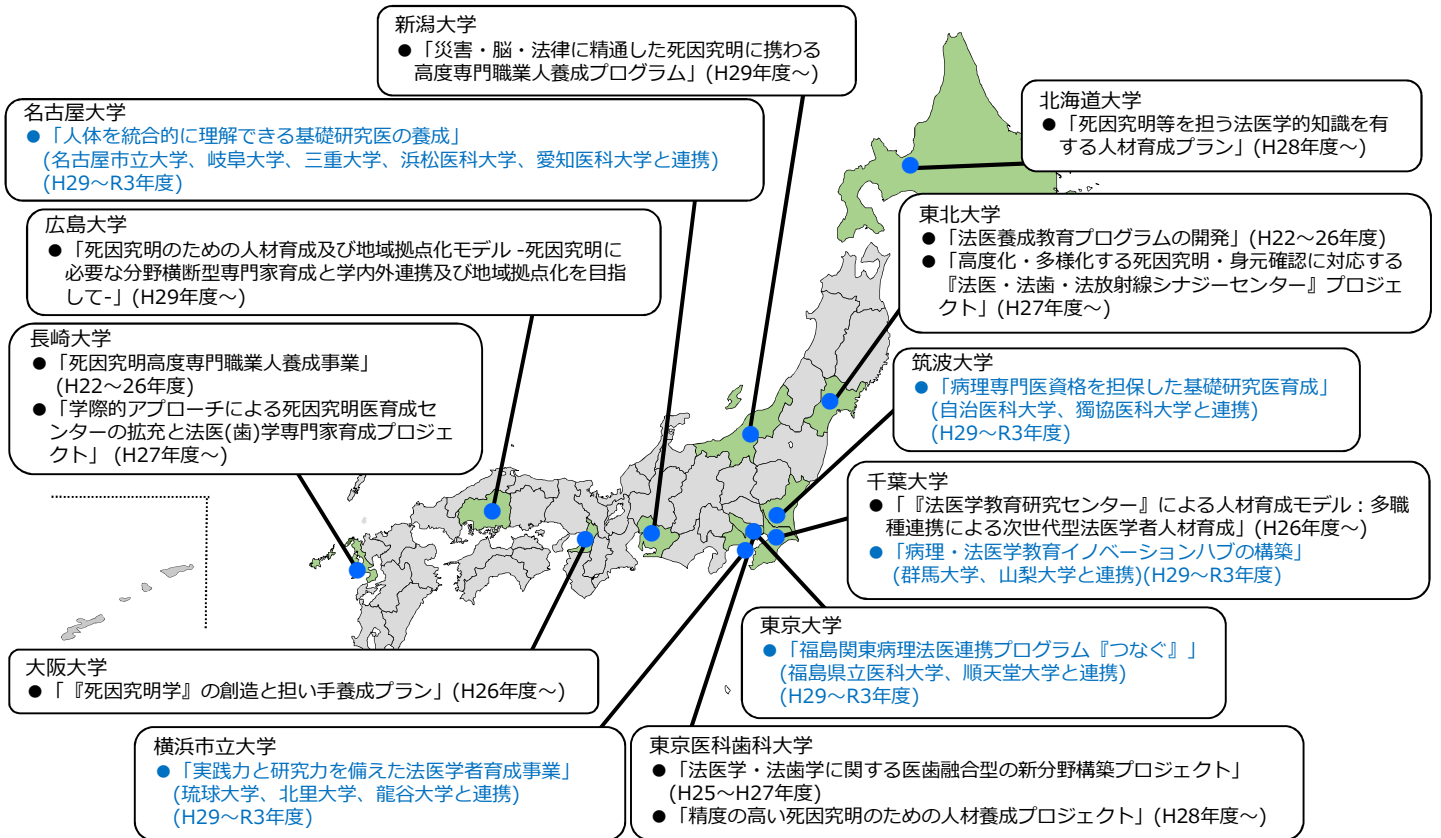 新潟大学
●「災害・脳・法律に精通した死因究明に携わる
高度専門職業人養成プログラム」(H29年度～)
名古屋大学
●「人体を統合的に理解できる基礎研究医の養成」
(名古屋市立大学、岐阜大学、三重大学、浜松医科大学、愛知医科大学と連携)
(H29～R3年度)
北海道大学
●「死因究明等を担う法医学的知識を有
する人材育成プラン」(H28年度～)
広島大学
●「死因究明のための人材育成及び地域拠点化モデル -死因究明に
必要な分野横断型専門家育成と学内外連携及び地域拠点化を目指
して-」(H29年度～)
東北大学
●「法医養成教育プログラムの開発」(H22～26年度)
●「高度化・多様化する死因究明・身元確認に対応する
『法医・法歯・法放射線シナジーセンター』プロジェ
クト」(H27年度～)
長崎大学
●「死因究明高度専門職業人養成事業」
(H22～26年度)
●「学際的アプローチによる死因究明医育成セ
ンターの拡充と法医(歯)学専門家育成プロジェ
クト」 (H27年度～)
筑波大学
●「病理専門医資格を担保した基礎研究医育成」
(自治医科大学、獨協医科大学と連携)
(H29～R3年度)
千葉大学
●「『法医学教育研究センター』による人材育成モデル：多職
種連携による次世代型法医学者人材育成」(H26年度～)
●「病理・法医学教育イノベーションハブの構築」
(群馬大学、山梨大学と連携)(H29～R3年度)
東京大学
●「福島関東病理法医連携プログラム『つなぐ』」
(福島県立医科大学、順天堂大学と連携)
(H29～R3年度)
大阪大学
●「『死因究明学』の創造と担い手養成プラン」(H26年度～)
横浜市立大学
●「実践力と研究力を備えた法医学者育成事業」
(琉球大学、北里大学、龍谷大学と連携)
(H29～R3年度)
東京医科歯科大学
●「法医学・法歯学に関する医歯融合型の新分野構築プロジェクト」
(H25～H27年度)
●「精度の高い死因究明のための人材養成プロジェクト」(H28年度～)